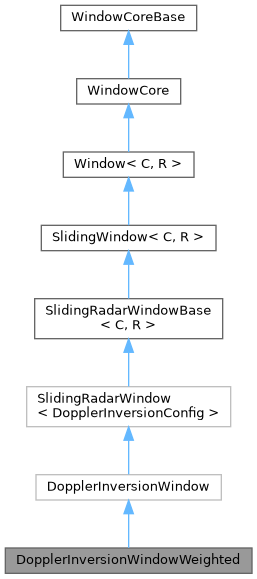 WindowCoreBase
WindowCore
Window< C, R >
SlidingWindow< C, R >
SlidingRadarWindowBase
< C, R >
SlidingRadarWindow
< DopplerInversionConfig >
DopplerInversionWindow
DopplerInversionWindowWeighted